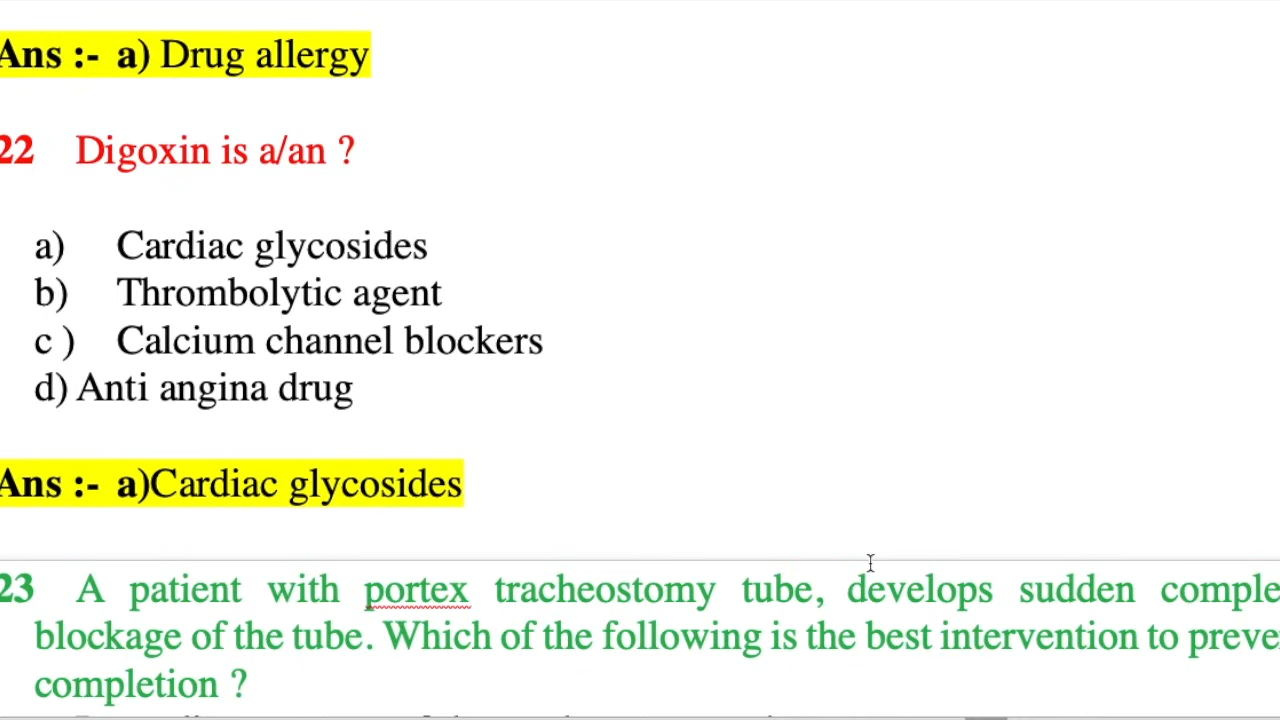 Ans :- a) Drug allergy
22 Digoxin is a/an ?
a) Cardiac glycosides
b) Thrombolytic agent
c ) Calcium channel blockers
d) Anti angina drug
Ans :- a)Cardiac glycosides
23 A patient with portex tracheostomy tube, develops sudden comple
blockage of the tube. Which of the following is the best intervention to preve
completion ?